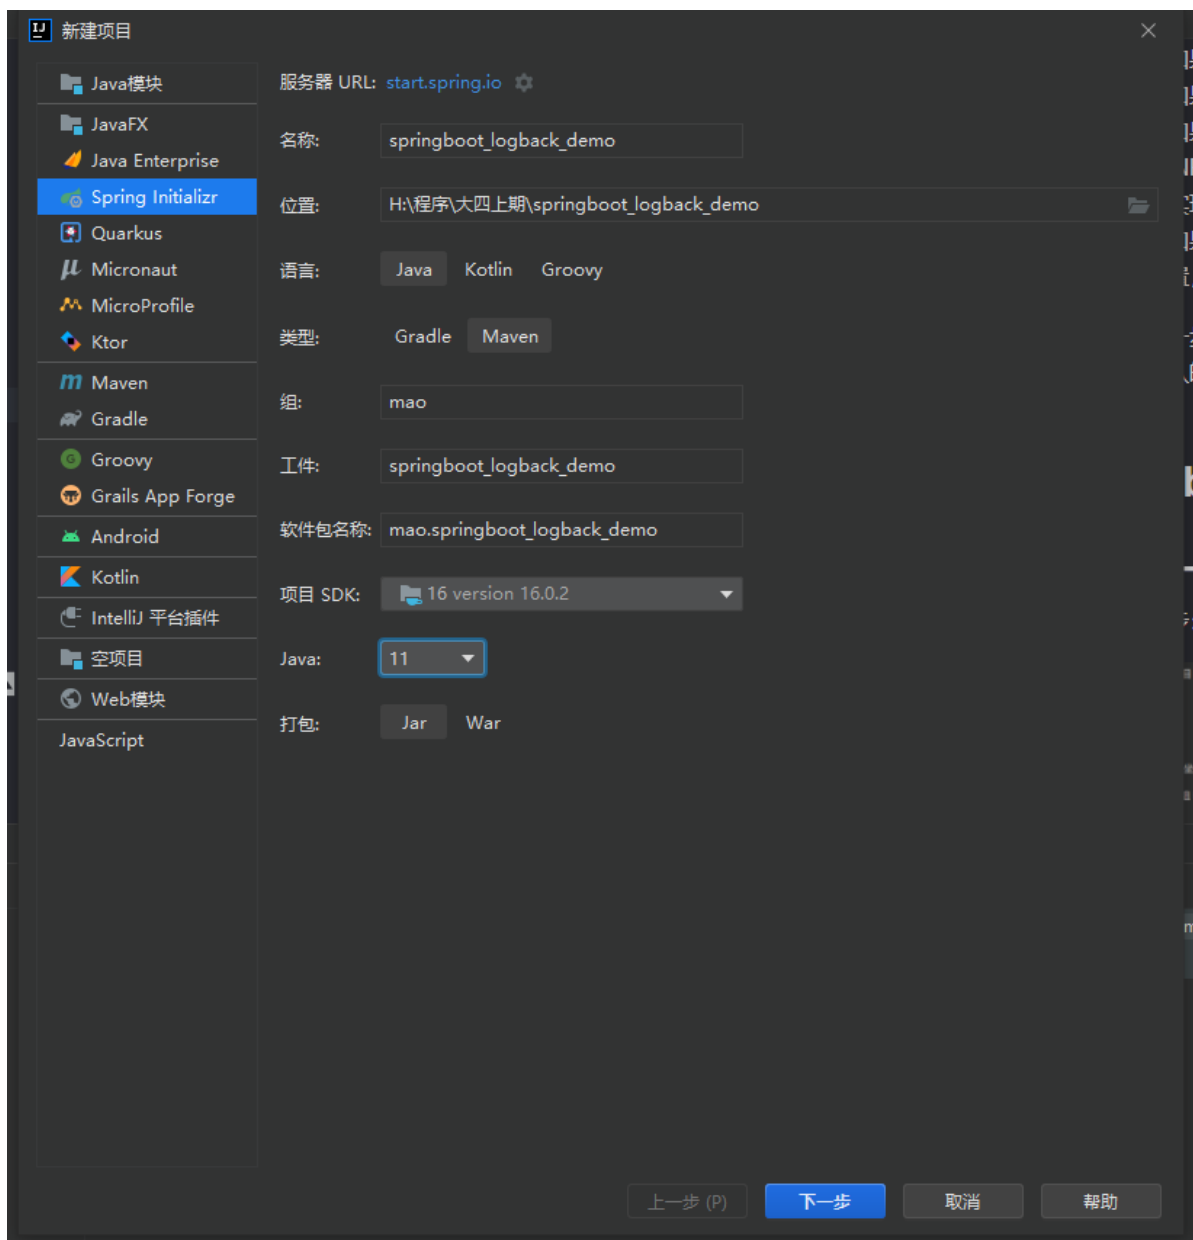 新建项目
Java模块
JavaFX
Java Enterprise
Spring Initializr
Quarkus
Micronaut
MicroProfile
Ktor
Maven
Gradle
Groovy
Grails App Forge
Android
Kotlin
IntelliJ 平台插件
空项目
Web模块
JavaScript
服务器 URL: start.spring.io
名称: springboot_logback_demo
位置: H:\程序\大四上期\springboot_logback_demo
语言: Java Kotlin Groovy
类型: Gradle Maven
组: mao
工件: springboot_logback_demo
软件包名称: mao.springboot_logback_demo
项目 SDK: 16 version 16.0.2
Java: 11
打包: Jar War
上一步 (P) 下一步 取消 帮助